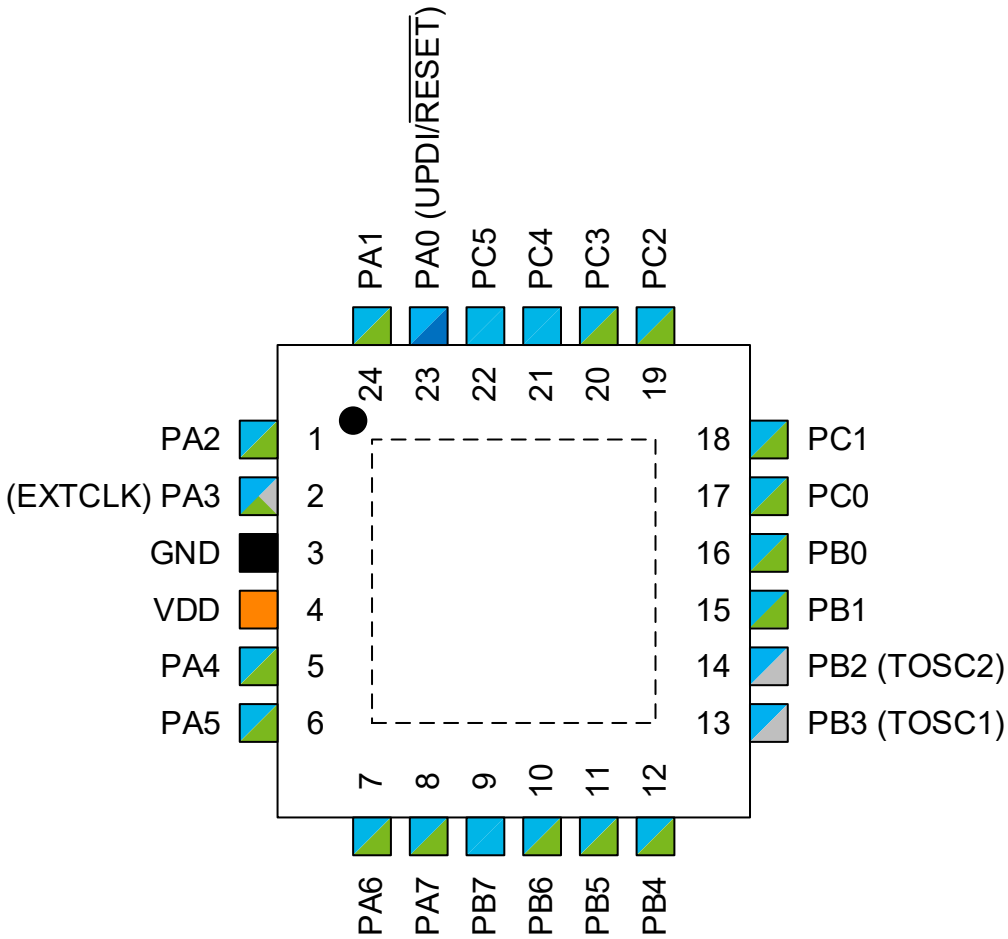 PA1
PA0 (UPDI/RESET)
PC5
PC4
PC3
PC2
24
23
22
21
20
19
PA2 1
(EXTCLK) PA3 2
GND 3
VDD 4
PA4 5
PA5 6
18 PC1
17 PC0
16 PB0
15 PB1
14 PB2 (TOSC2)
13 PB3 (TOSC1)
7
8
9
10
11
12
PA6
PA7
PB7
PB6
PB5
PB4